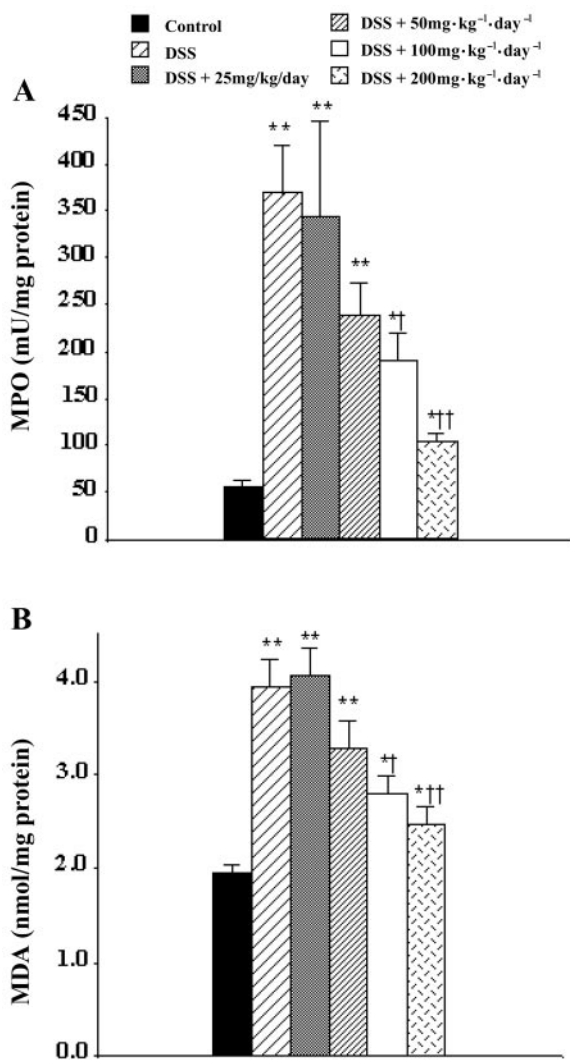 Control
DSS
DSS + 25mg/kg/day
DSS + 50mg·kg⁻¹·day⁻¹
DSS + 100mg·kg⁻¹·day⁻¹
DSS + 200mg·kg⁻¹·day⁻¹
A
MPO (mU/mg protein)
450
400
350
300
250
200
150
100
50
0
**
**
**
*†
*††
B
MDA (nmol/mg protein)
4.0
3.0
2.0
1.0
0.0
**
**
**
*†
*††